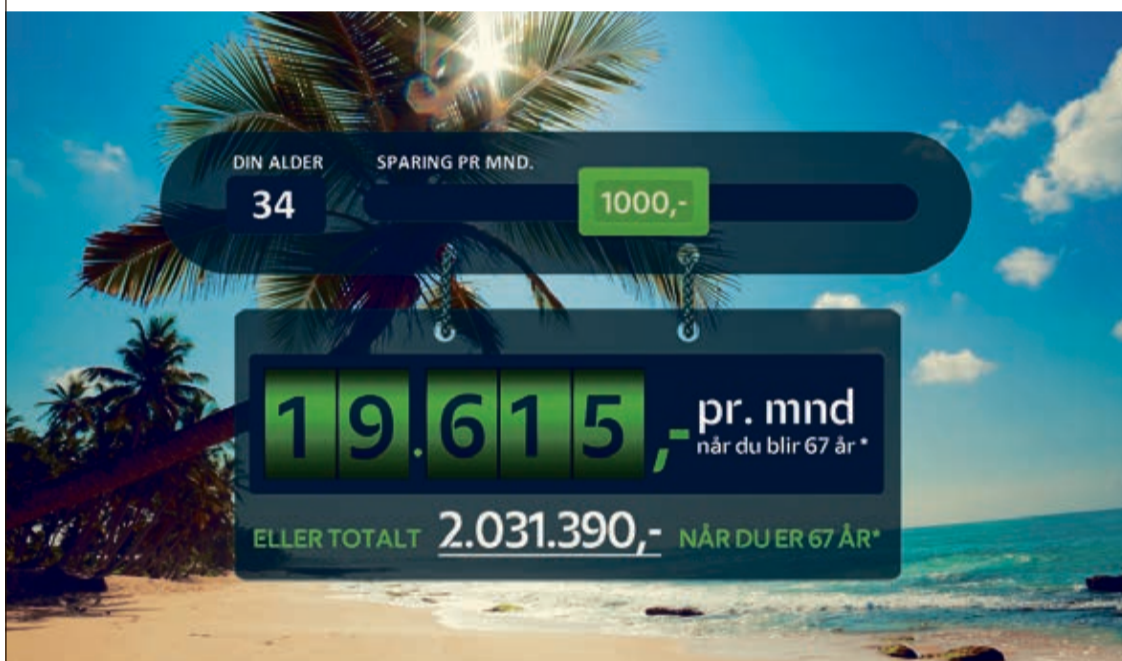 DIN ALDER
SPARING PR MND.
34
1000,-
19.615,- pr. mnd
når du blir 67 år*
ELLER TOTALT 2.031.390,- NÅR DU ER 67 ÅR*